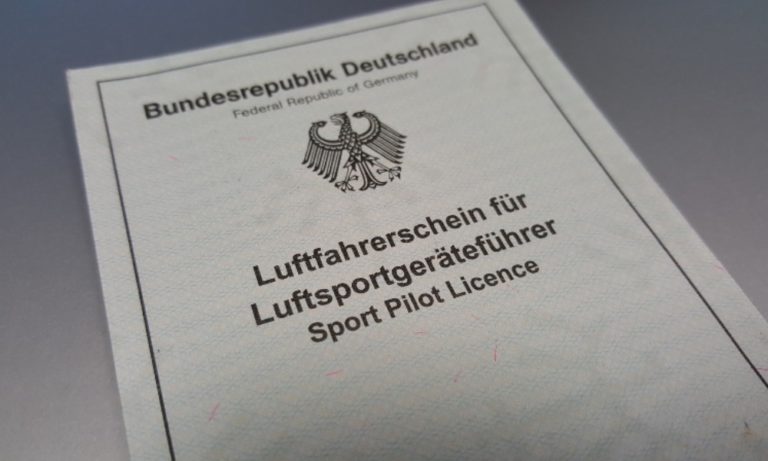 Bundesrepublik Deutschland
Federal Republic of Germany
Luftfahrerschein für
Luftsportgeräteführer
Sport Pilot Licence